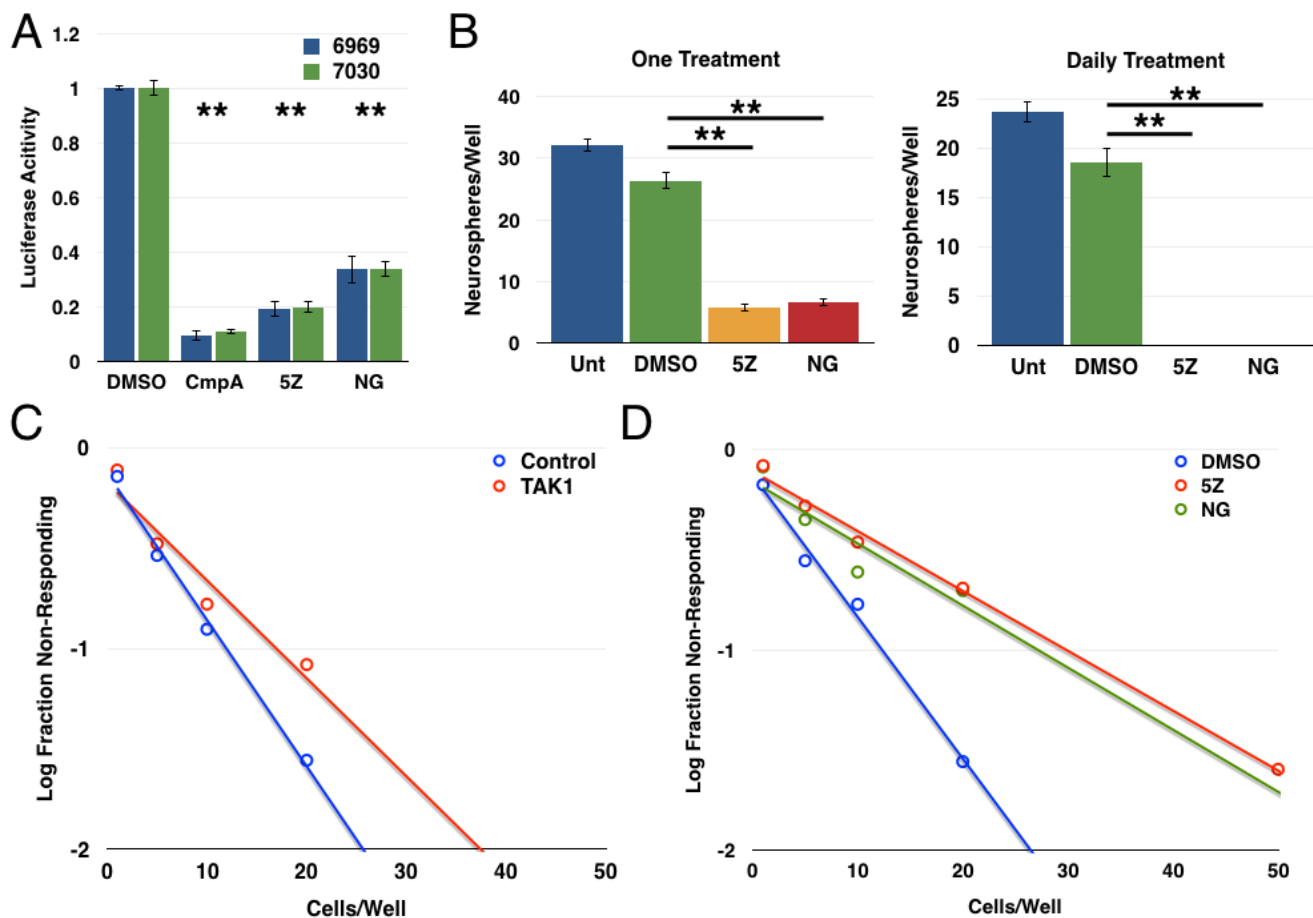 A
1.2
1
0.8
0.6
0.4
0.2
0
Luciferase Acitivity
6969
7030
** ** **
DMSO CmpA 5Z NG
B
One Treatment
40
30
20
10
0
Neurospheres/Well
**
**
Unt DMSO 5Z NG
Daily Treatment
25
20
15
10
5
0
Neurospheres/Well
**
**
Unt DMSO 5Z NG
C
0
-1
-2
Log Fraction Non-Responding
Control
TAK1
0 10 20 30 40 50
Cells/Well
D
0
-1
-2
Log Fraction Non-Responding
DMSO
5Z
NG
0 10 20 30 40 50
Cells/Well